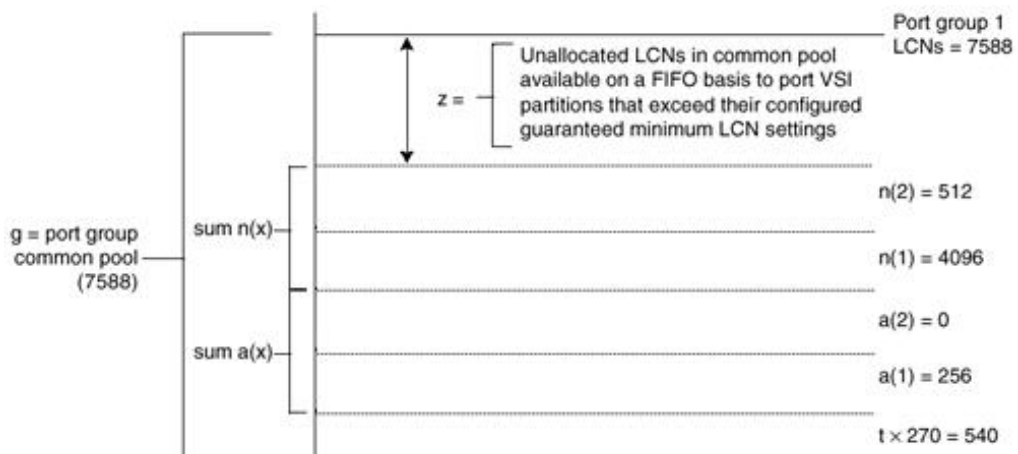 Port group 1
LCNs = 7588
Unallocated LCNs in common pool
available on a FIFO basis to port VSI
z =
partitions that exceed their configured
guaranteed minimum LCN settings
n(2) = 512
sum n(x)
g = port group
common pool
(7588)
n(1) = 4096
a(2) = 0
sum a(x)
a(1) = 256
t × 270 = 540